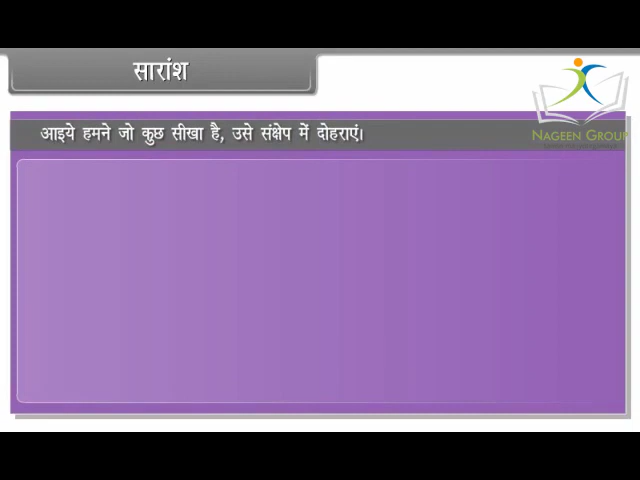 सारांश
आइये हमने जो कुछ सीखा है, उसे संक्षेप में दोहराएं।
NAGEEN GROUP